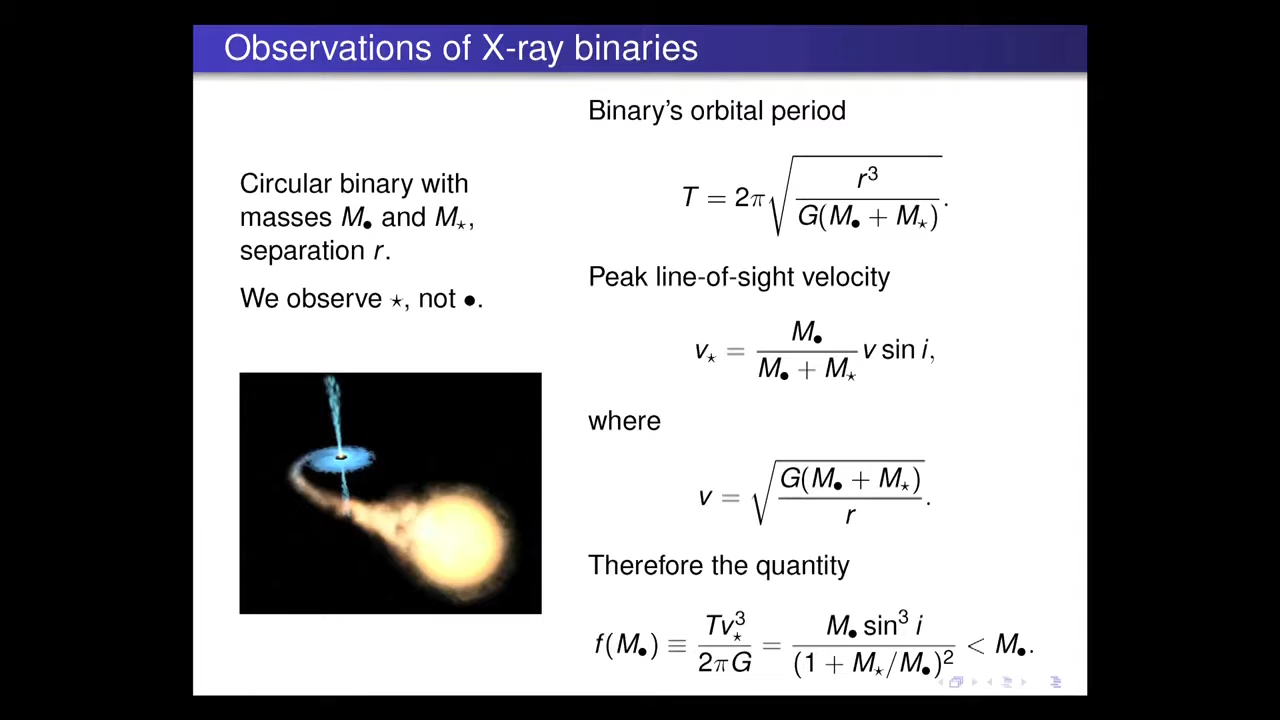 Observations of X-ray binaries
Circular binary with
masses M● and M⋆,
separation r.
We observe ⋆, not ●.
Binary's orbital period
T = 2π√(r³ / G(M● + M⋆)).
Peak line-of-sight velocity
v⋆ = M● / (M● + M⋆) v sin i,
where
v = √(G(M● + M⋆) / r).
Therefore the quantity
f(M●) ≡ Tv⋆³ / 2πG = M● sin³ i / (1 + M⋆/M●)² < M●.